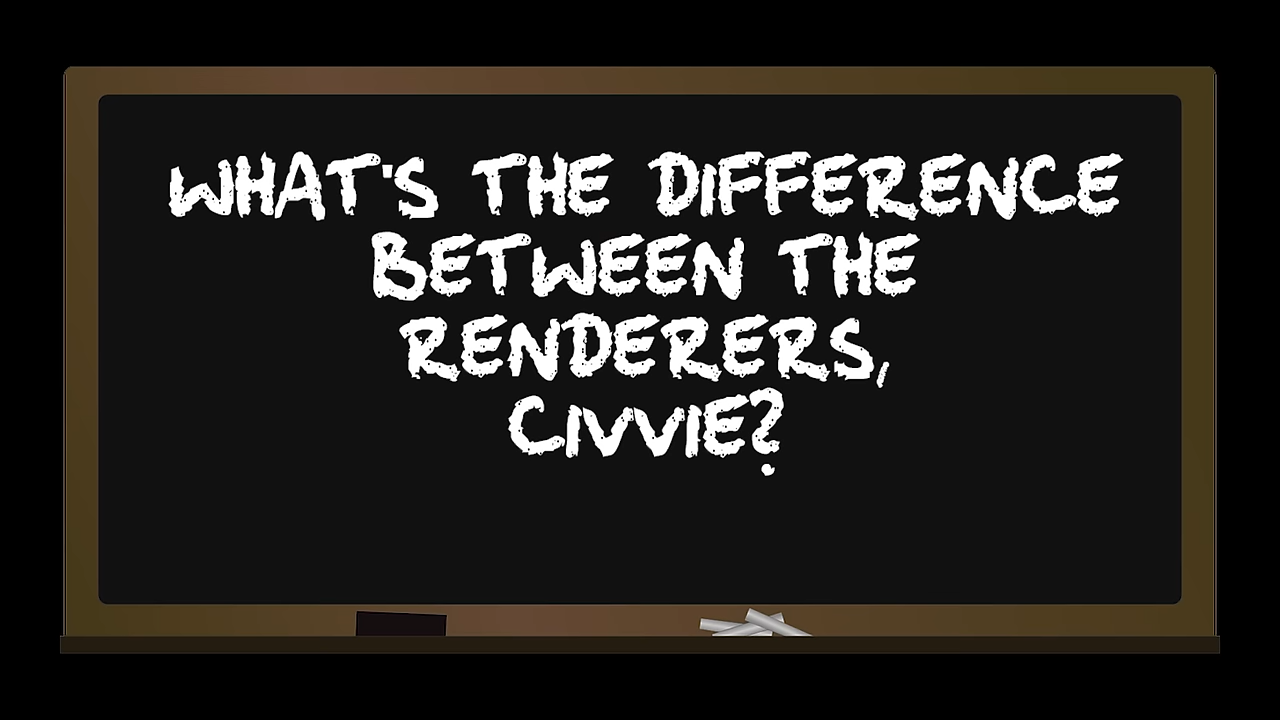 WHAT'S THE DIFFERENCE
BETWEEN THE
RENDERERS,
CIVVIE?